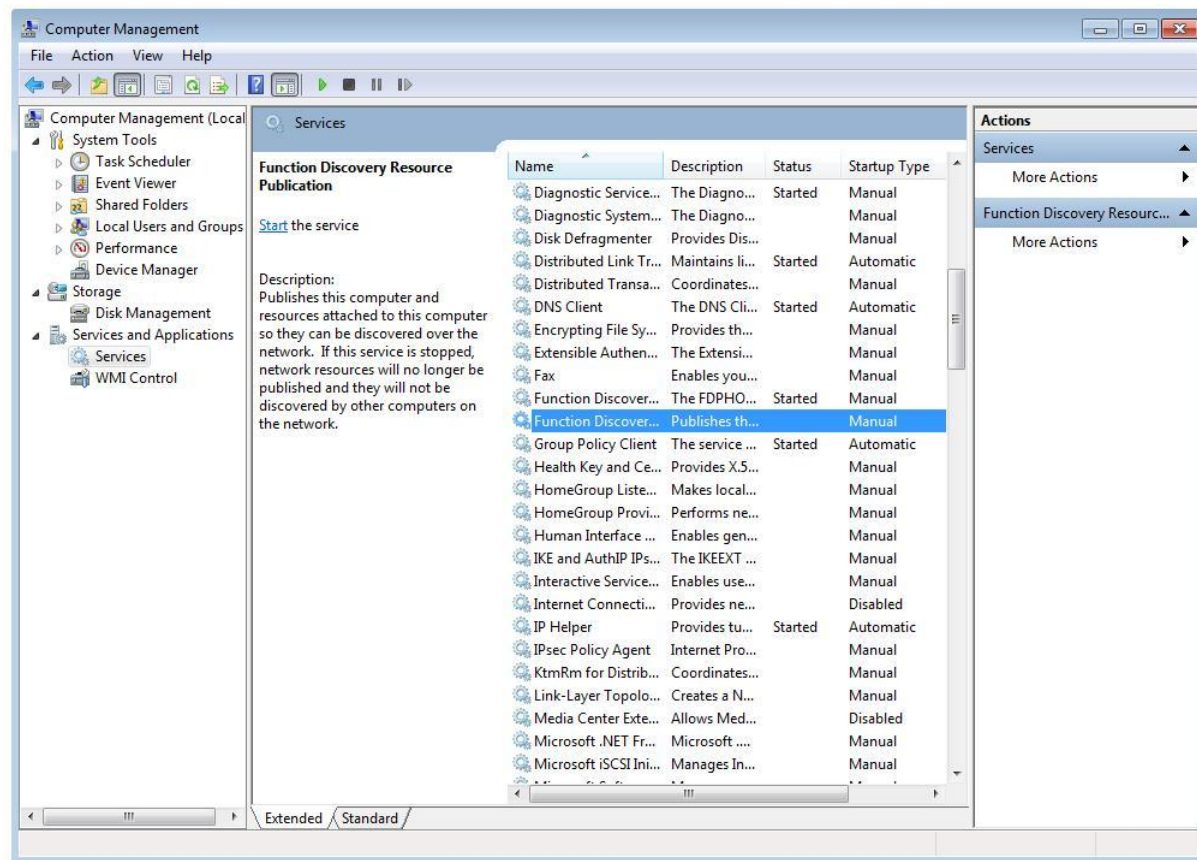 Computer Management
File Action View Help
Computer Management (Local
System Tools
Task Scheduler
Event Viewer
Shared Folders
Local Users and Groups
Performance
Device Manager
Storage
Disk Management
Services and Applications
Services
WMI Control
Services
Function Discovery Resource
Publication
Start the service
Description:
Publishes this computer and
resources attached to this computer
so they can be discovered over the
network. If this service is stopped,
network resources will no longer be
published and they will not be
discovered by other computers on
the network.
Name Description Status Startup Type
Diagnostic Service... The Diagno... Started Manual
Diagnostic System... The Diagno... Manual
Disk Defragmenter Provides Dis... Manual
Distributed Link Tr... Maintains li... Started Automatic
Distributed Transa... Coordinates... Manual
DNS Client The DNS Cli... Started Automatic
Encrypting File Sy... Provides th... Manual
Extensible Authen... The Extensi... Manual
Fax Enables you... Manual
Function Discover... The FDPHO... Started Manual
Function Discover... Publishes th... Manual
Group Policy Client The service ... Started Automatic
Health Key and Ce... Provides X.5... Manual
HomeGroup Liste... Makes local... Manual
HomeGroup Provi... Performs ne... Manual
Human Interface ... Enables gen... Manual
IKE and AuthIP IPs... The IKEEXT ... Manual
Interactive Service... Enables use... Manual
Internet Connecti... Provides ne... Disabled
IP Helper Provides tu... Started Automatic
IPsec Policy Agent Internet Pro... Manual
KtmRm for Distrib... Coordinates... Manual
Link-Layer Topolo... Creates a N... Manual
Media Center Exte... Allows Med... Disabled
Microsoft .NET Fr... Microsoft .... Manual
Microsoft iSCSI Ini... Manages In... Manual
Extended Standard
Actions
Services
More Actions
Function Discovery Resourc...
More Actions